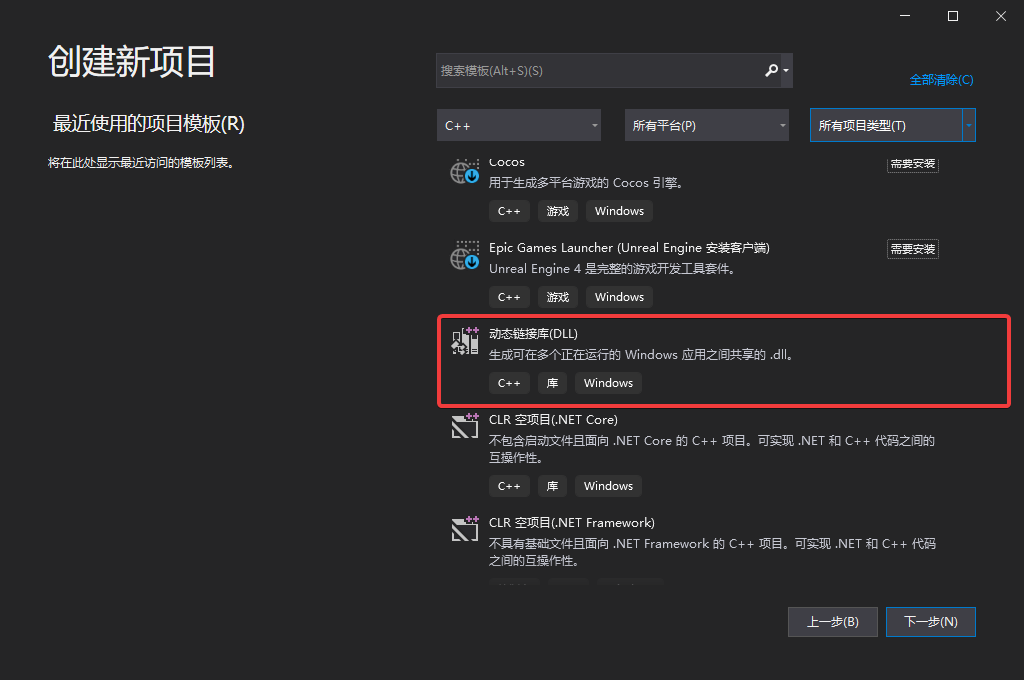 创建新项目
最近使用的项目模板(R)
将在此处显示最近访问的模板列表。
搜索模板(Alt+S)(S)
全部清除(C)
C++
所有平台(P)
所有项目类型(T)
Cocos
需要安装
用于生成多平台游戏的 Cocos 引擎。
C++ 游戏 Windows
Epic Games Launcher (Unreal Engine 安装客户端)
需要安装
Unreal Engine 4 是完整的游戏开发工具套件。
C++ 游戏 Windows
动态链接库(DLL)
生成可在多个正在运行的 Windows 应用之间共享的 .dll。
C++ 库 Windows
CLR 空项目(.NET Core)
不包含启动文件且面向 .NET Core 的 C++ 项目。可实现 .NET 和 C++ 代码之间的
互操作性。
C++ 库 Windows
CLR 空项目(.NET Framework)
不具有基础文件且面向 .NET Framework 的 C++ 项目。可实现 .NET 和 C++ 代码
之间的互操作性。
上一步(B)
下一步(N)